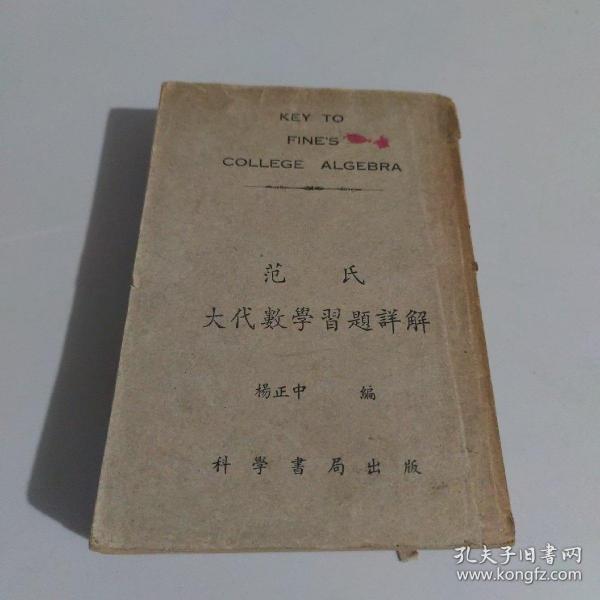 KEY TO
FINE'S
COLLEGE ALGEBRA
范氏
大代數學習題詳解
楊正中 編
科學書局出版
孔夫子旧书网
www.kongfz.com